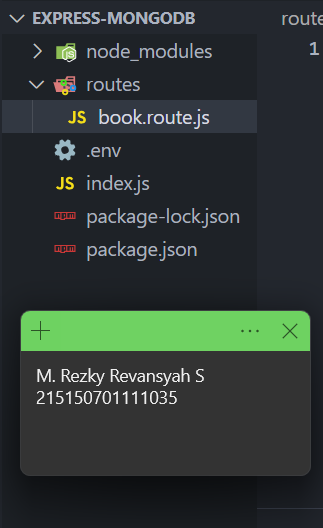 EXPRESS-MONGODB
route
node_modules
1
routes
JS book.route.js
.env
JS index.js
package-lock.json
package.json
M. Rezky Revansyah S
215150701111035